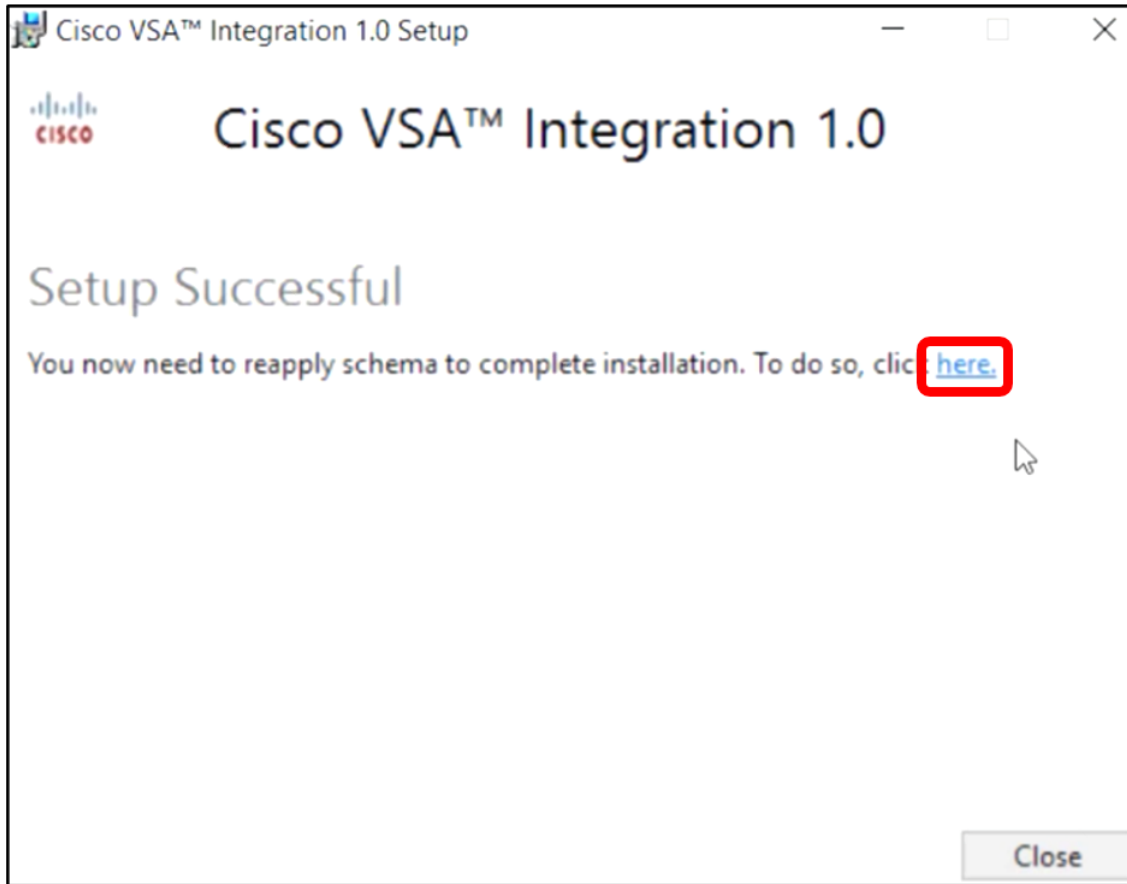 Cisco VSA™ Integration 1.0 Setup
CISCO
Cisco VSA™ Integration 1.0
Setup Successful
You now need to reapply schema to complete installation. To do so, clic here.
Close